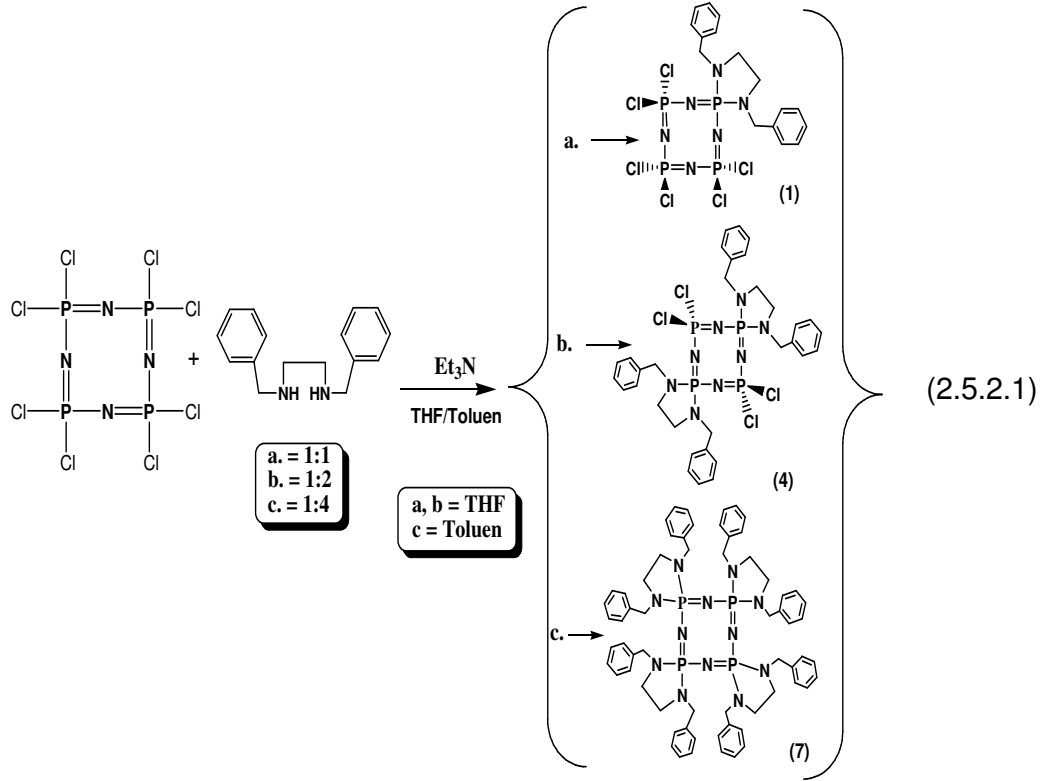 Cl Cl
Cl P N P Cl
N N
Cl P N P Cl
Cl Cl
+
NH HN
a. = 1:1
b. = 1:2
c. = 1:4
Et₃N
THF/Toluen
a, b = THF
c = Toluen
a.
Cl N
Cl P N P N
N N
Cl P N P Cl
Cl Cl
(1)
b.
Cl N
Cl P N P N
N N
N P N P Cl
N Cl
(4)
c.
N N
N P N P N
N N
N P N P N
N N
(7)
(2.5.2.1)